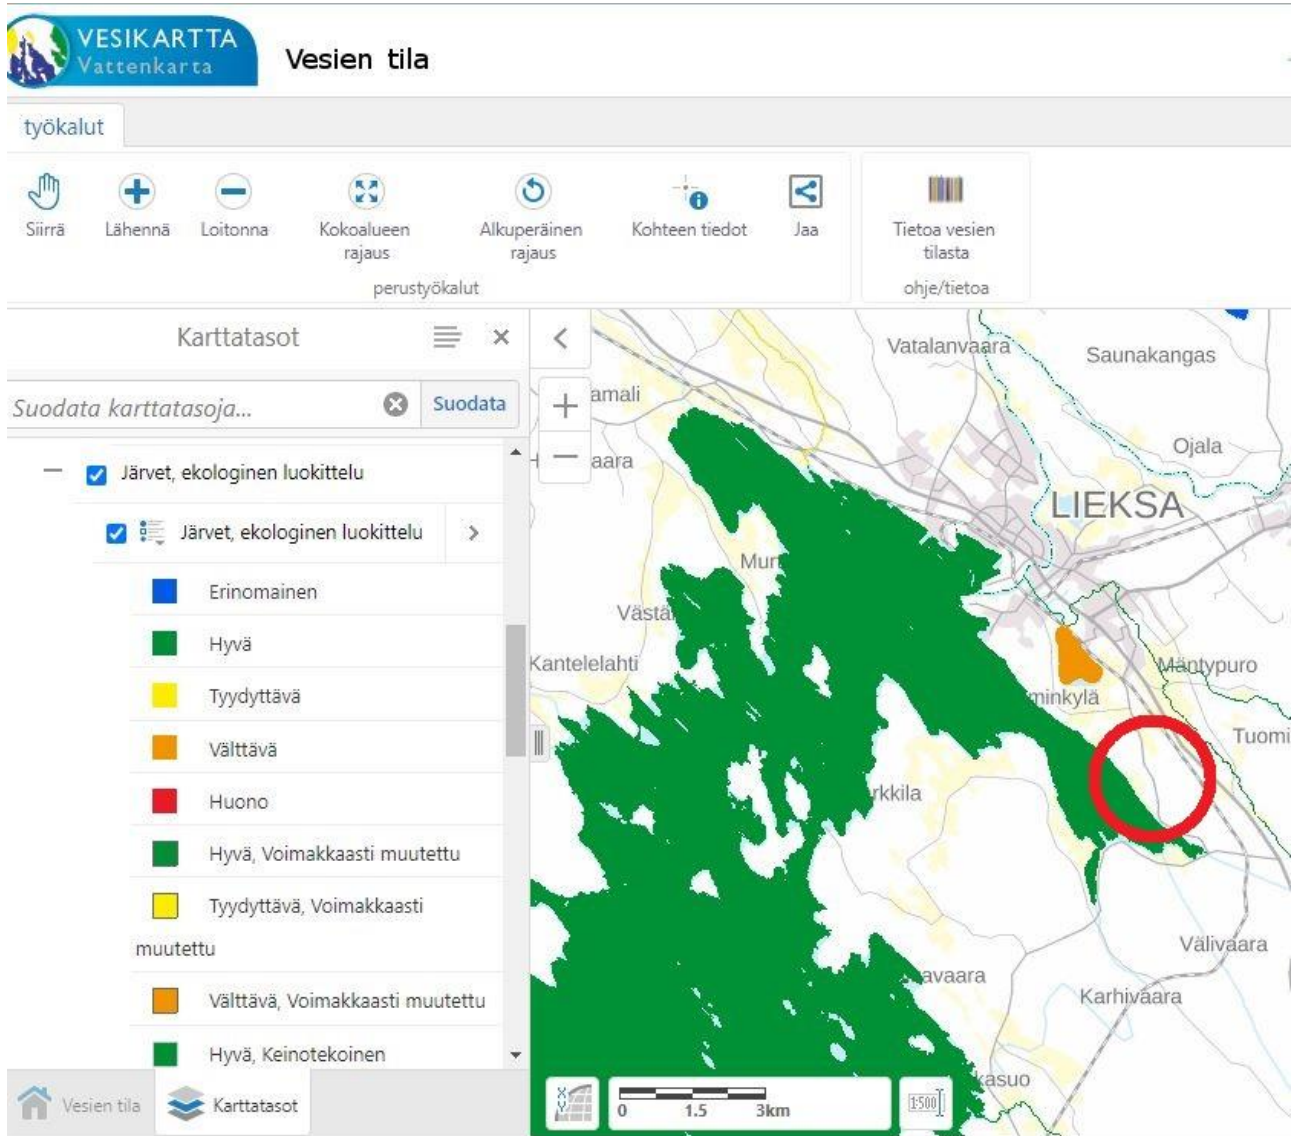 VESIKARTTA
Vattenkarta
Vesien tila
työkalut
Siirrä
Lähennä
Loitonna
Kokoalueen
rajaus
Alkuperäinen
rajaus
Kohteen tiedot
Jaa
Tietoa vesien
tilasta
perustyökalut
ohje/tietoa
Karttatasot
Suodata karttatasoja...
Suodata
Järvet, ekologinen luokittelu
Järvet, ekologinen luokittelu
Erinomainen
Hyvä
Tyydyttävä
Välttävä
Huono
Hyvä, Voimakkaasti muutettu
Tyydyttävä, Voimakkaasti
muutettu
Välttävä, Voimakkaasti muutettu
Hyvä, Keinotekoinen
Vesien tila
Karttatasot
Vatalanvaara
Saunakangas
amali
Ojala
aara
LIEKSA
Mur
Västä
Kantelelahti
Mäntypuro
minkylä
Tuomi
rkkila
Välivaara
avaara
Karhivaara
kasuo
XY
0 1.5 3km
1:500